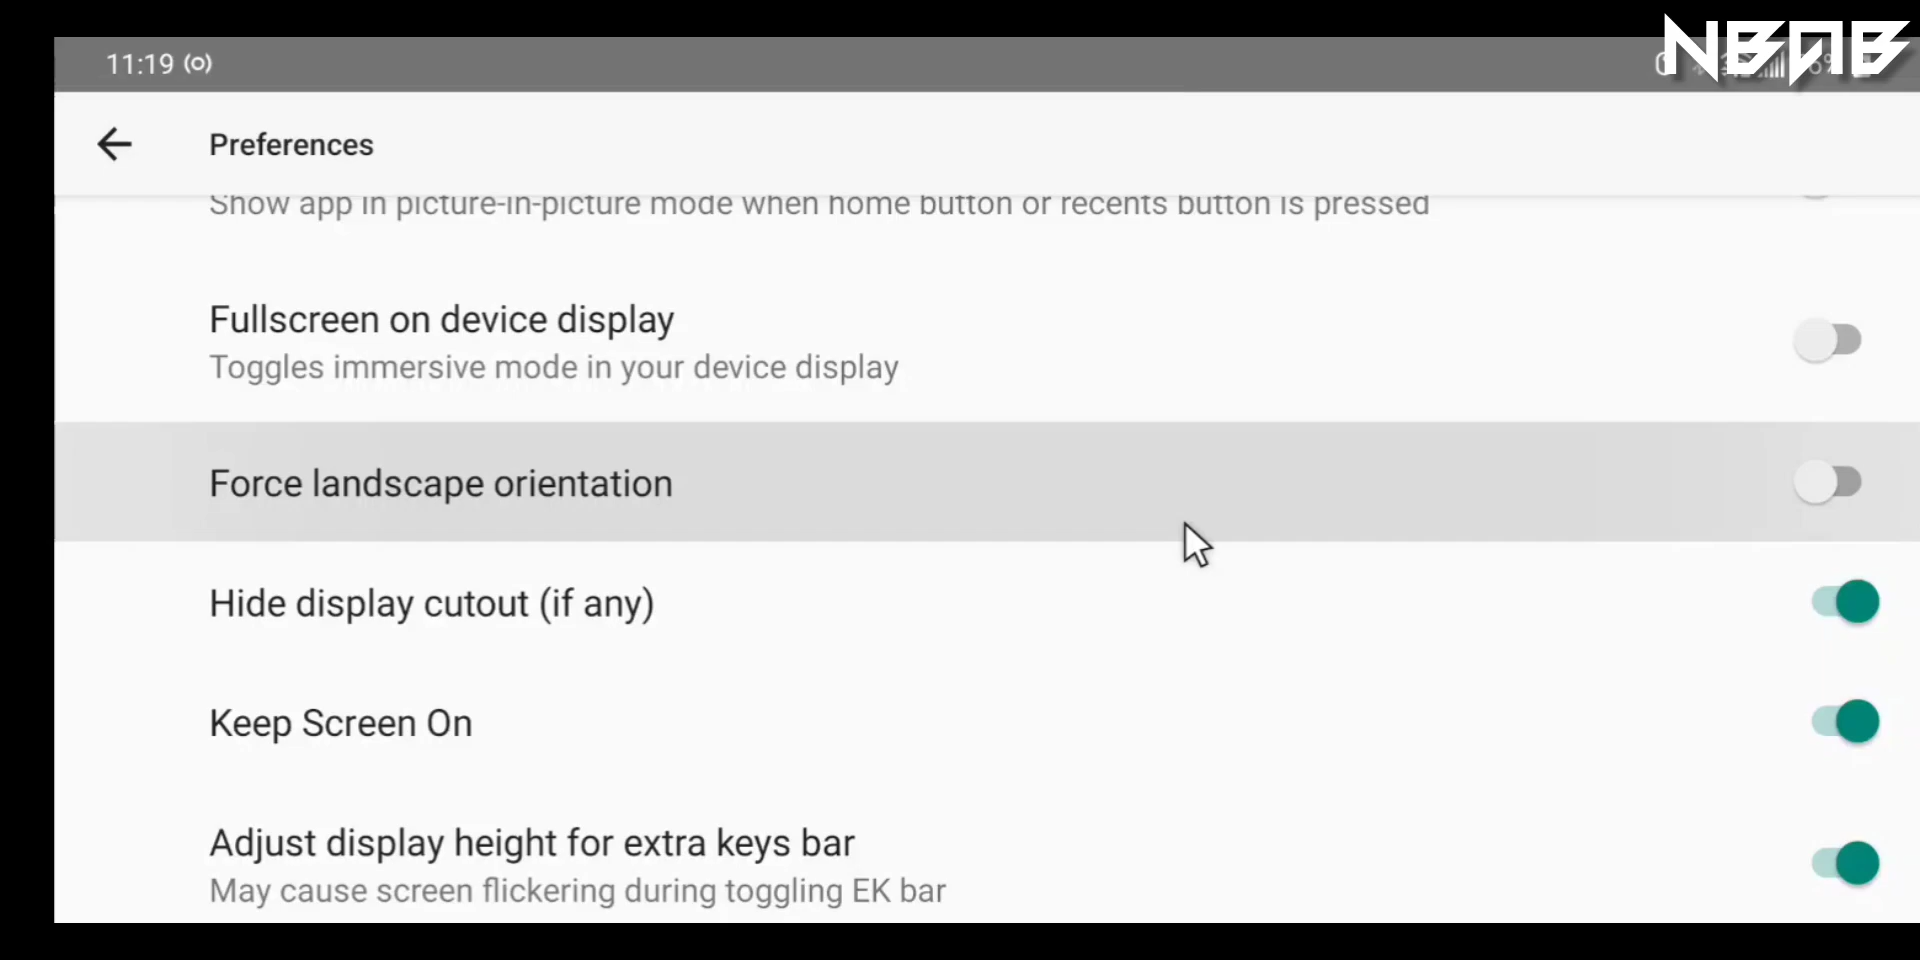 NBAB
11:19
Preferences
Show app in picture-in-picture mode when home button or recents button is pressed
Fullscreen on device display
Toggles immersive mode in your device display
Force landscape orientation
Hide display cutout (if any)
Keep Screen On
Adjust display height for extra keys bar
May cause screen flickering during toggling EK bar